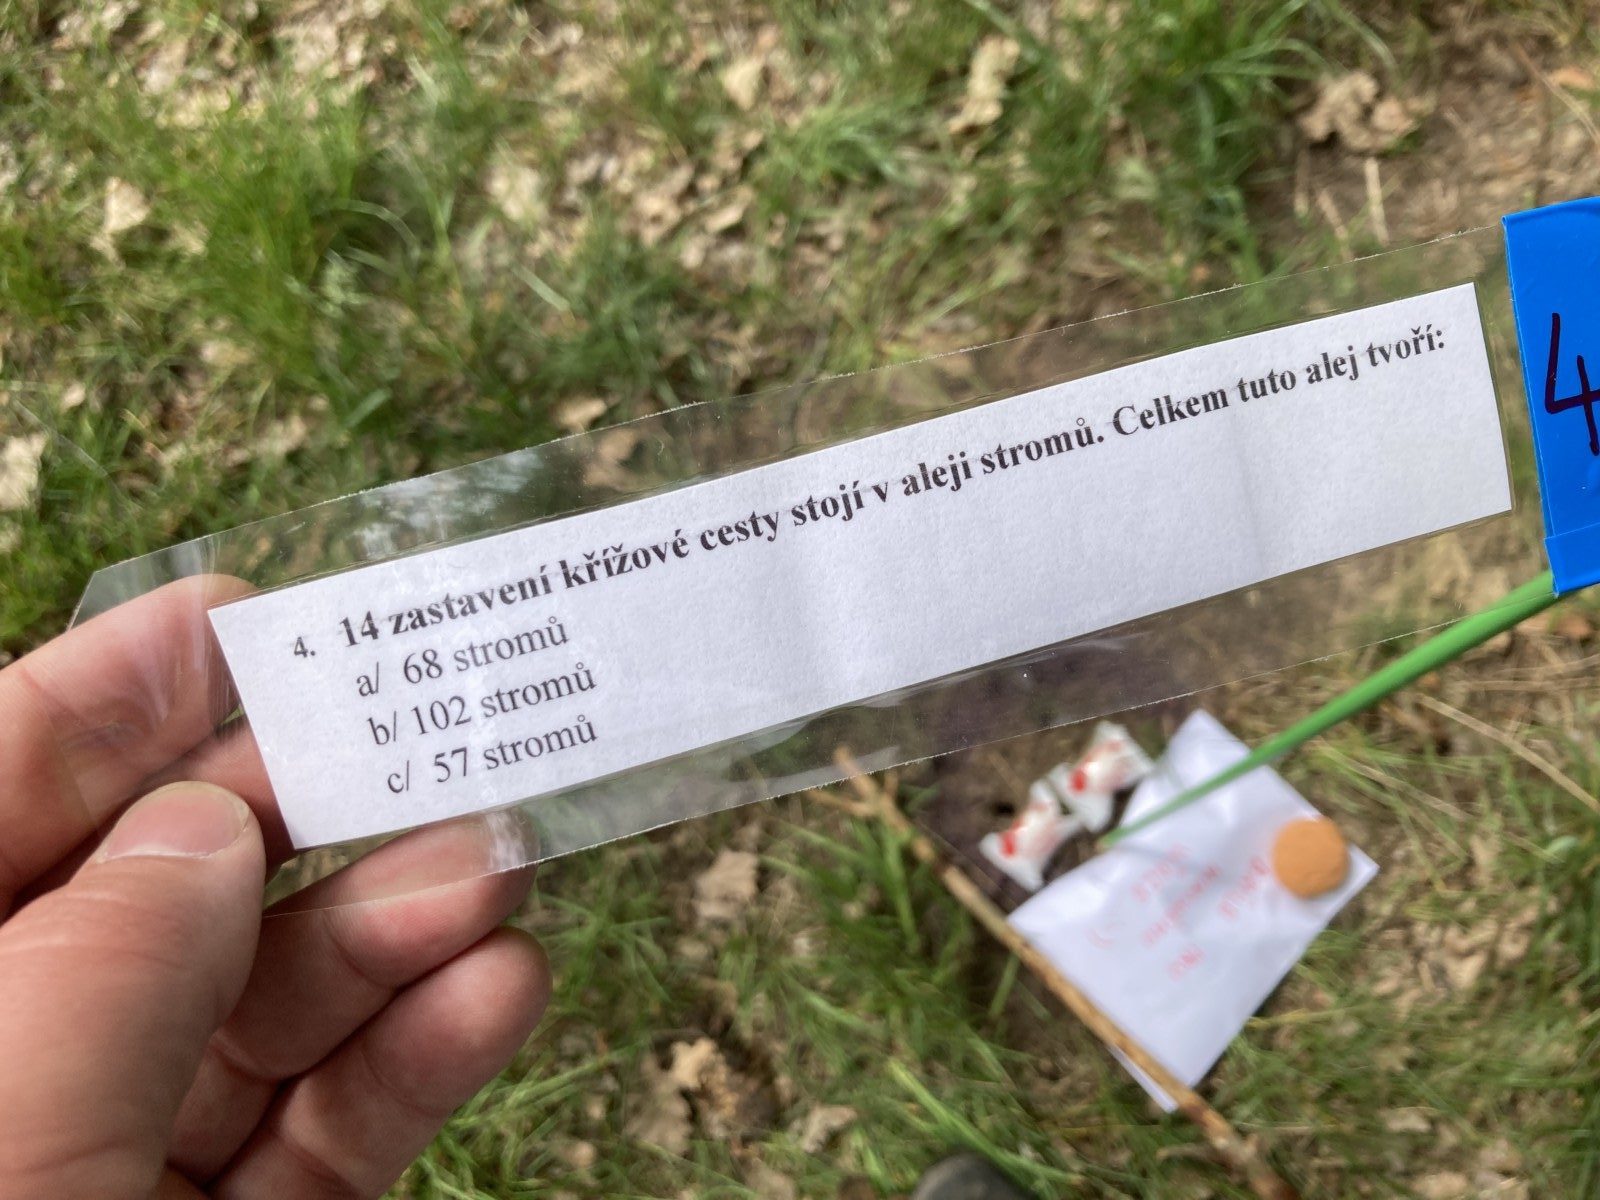 4. 14 zastavení křížové cesty stojí v aleji stromů. Celkem tuto alej tvoří:
a/ 68 stromů
b/ 102 stromů
c/ 57 stromů
4